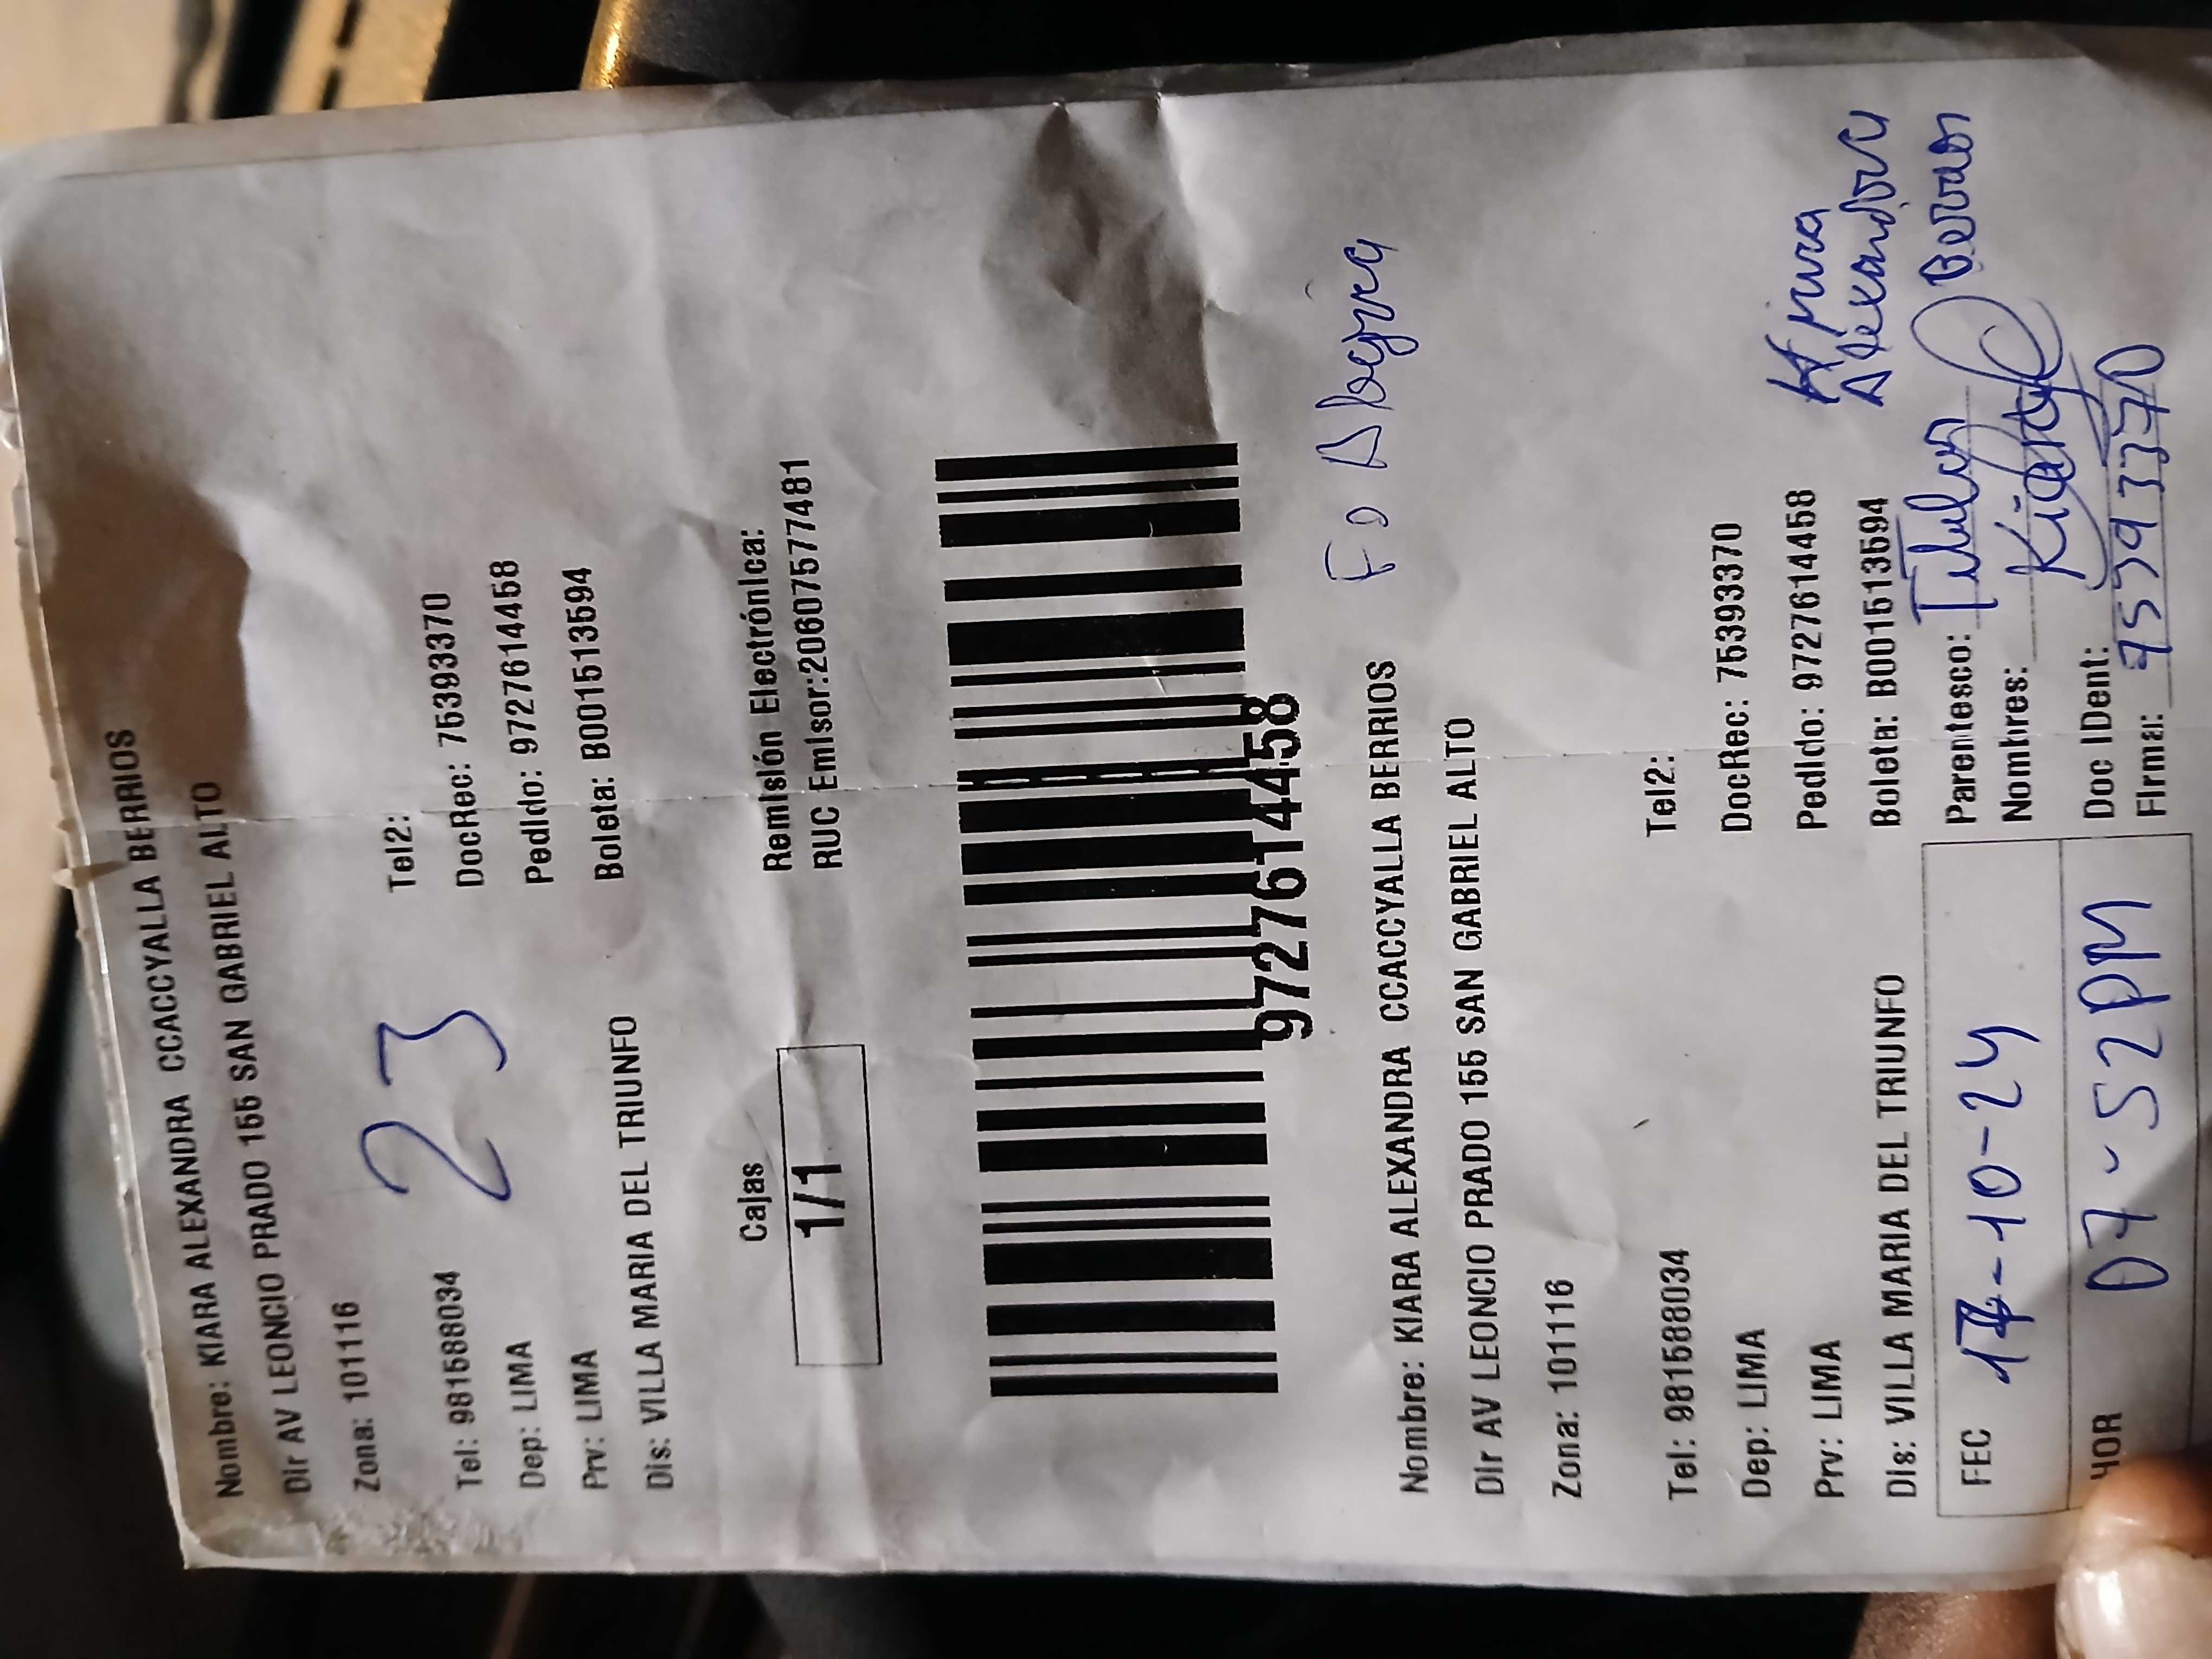 Nombre: KIARA ALEXANDRA CCACCYALLA BERRIOS
Dir AV LEONCIO PRADO 155 SAN GABRIEL ALTO
Zona: 101116
23
Tel: 981588034 Tel2:
Dep: LIMA DocRec: 75393370
Prv: LIMA Pedido: 9727614458
Dis: VILLA MARIA DEL TRIUNFO Boleta: B001513594
Cajas
1/1
Remisión Electrónica:
RUC Emisor:20607577481
9727614458
Nombre: KIARA ALEXANDRA CCACCYALLA BERRIOS
Dir AV LEONCIO PRADO 155 SAN GABRIEL ALTO
Zona: 101116
Tel: 981588034 Tel2:
Dep: LIMA DocRec: 75393370
Prv: LIMA Pedido: 9727614458
Dis: VILLA MARIA DEL TRIUNFO Boleta: B001513594
Alexandra
FEC 17-10-24 Parentesco: Titular
Nombres: Kiara
HOR 07-52PM Doc IDent: 75393370
Firma: